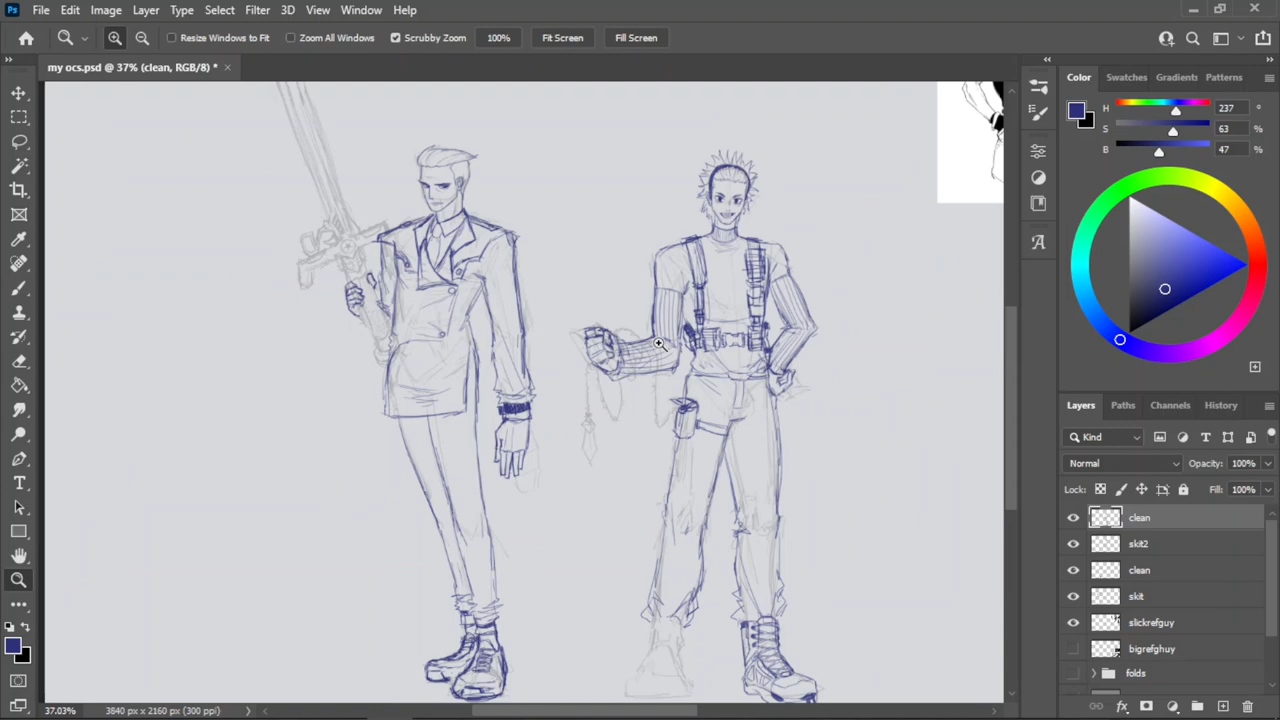 Ps File Edit Image Layer Type Select Filter 3D View Window Help
Resize Windows to Fit Zoom All Windows Scrubby Zoom 100% Fit Screen Fill Screen
my ocs.psd @ 37% (clean, RGB/8) * ×
Color Swatches Gradients Patterns
H 237 °
S 63 %
B 47 %
Layers Paths Channels History
Kind
Normal Opacity: 100%
Lock: Fill: 100%
clean
skit2
clean
skit
slickrefguy
bigrefghuy
folds
fx
37.03% 3840 px x 2160 px (300 ppi)